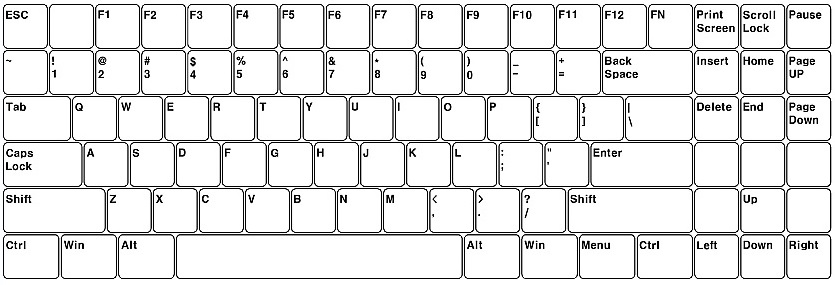 ESC F1 F2 F3 F4 F5 F6 F7 F8 F9 F10 F11 F12 FN Print Scroll Pause
Screen Lock
~ ! @ # $ % ^ & * ( ) _ + Back Insert Home Page
1 2 3 4 5 6 7 8 9 0 - = Space UP
Tab Q W E R T Y U I O P { } | Delete End Page
[ ] \ Down
Caps A S D F G H J K L : " Enter
Lock ; '
Shift Z X C V B N M < > ? Shift Up
, . /
Ctrl Win Alt Alt Win Menu Ctrl Left Down Right